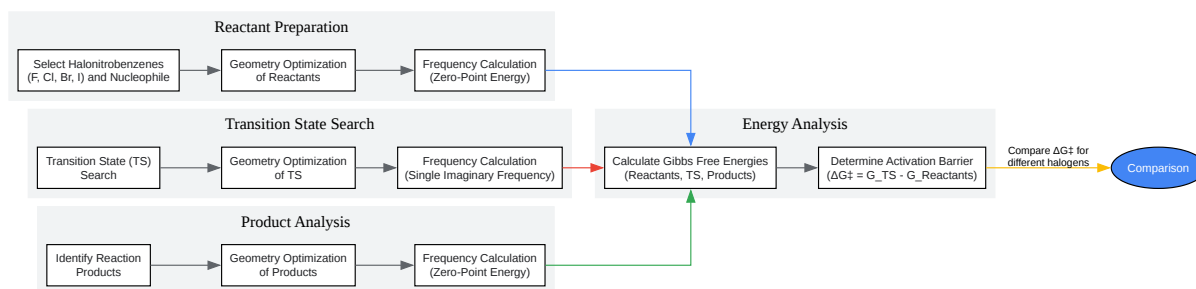 Reactant Preparation
Select Halonitrobenzenes
(F, Cl, Br, I) and Nucleophile
Geometry Optimization
of Reactants
Frequency Calculation
(Zero-Point Energy)
Transition State Search
Transition State (TS)
Search
Geometry Optimization
of TS
Frequency Calculation
(Single Imaginary Frequency)
Product Analysis
Identify Reaction
Products
Geometry Optimization
of Products
Frequency Calculation
(Zero-Point Energy)
Energy Analysis
Calculate Gibbs Free Energies
(Reactants, TS, Products)
Determine Activation Barrier
(ΔG‡ = G_TS - G_Reactants)
Compare ΔG‡ for
different halogens
Comparison